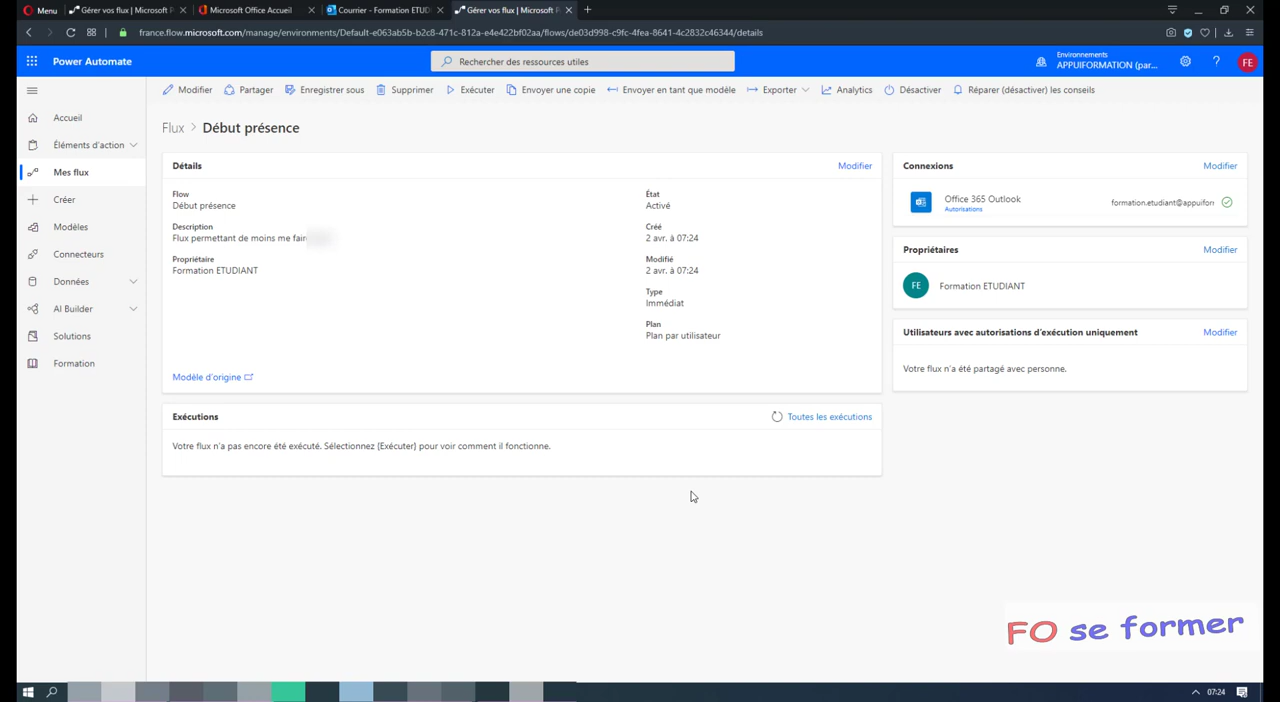 Menu
Gérer vos flux | Microsoft P
Microsoft Office Accueil
Courrier - Formation ETUD
Gérer vos flux | Microsoft P
france.flow.microsoft.com/manage/environments/Default-e063ab5b-b2c8-471c-812a-e4e422bf02aa/flows/de03d998-c9fc-4fea-8641-4c2832c46344/details
Power Automate
Rechercher des ressources utiles
Environnements
APPUIFORMATION (par...
?
FE
Modifier
Partager
Enregistrer sous
Supprimer
Exécuter
Envoyer une copie
Envoyer en tant que modèle
Exporter
Analytics
Désactiver
Réparer (désactiver) les conseils
Accueil
Éléments d'action
Mes flux
Créer
Modèles
Connecteurs
Données
AI Builder
Solutions
Formation
Flux > Début présence
Détails
Modifier
Flow
Début présence
Description
Flux permettant de moins me fair
Propriétaire
Formation ETUDIANT
État
Activé
Créé
2 avr. à 07:24
Modifié
2 avr. à 07:24
Type
Immédiat
Plan
Plan par utilisateur
Modèle d'origine
Exécutions
Toutes les exécutions
Votre flux n'a pas encore été exécuté. Sélectionnez {Exécuter} pour voir comment il fonctionne.
Connexions
Modifier
Office 365 Outlook
Autorisations
formation.etudiant@appuiforr
Propriétaires
Modifier
FE
Formation ETUDIANT
Utilisateurs avec autorisations d'exécution uniquement
Modifier
Votre flux n'a été partagé avec personne.
FO se former
07:24